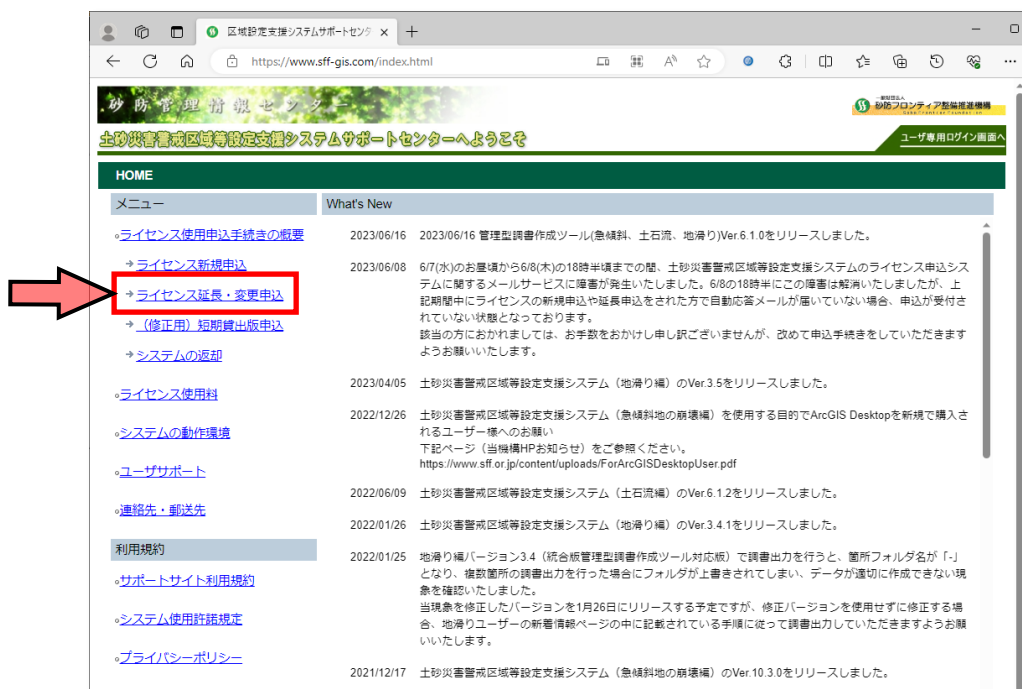 区域設定支援システムサポートセンタ
https://www.sff-gis.com/index.html
砂防管理情報センター
一般財団法人
砂防フロンティア整備推進機構
Sabo Frontier Foundation
土砂災害警戒区域等設定支援システムサポートセンターへようこそ
ユーザ専用ログイン画面へ
HOME
メニュー
◦ライセンス使用申込手続きの概要
ライセンス新規申込
ライセンス延長・変更申込
（修正用）短期貸出版申込
システムの返却
◦ライセンス使用料
◦システムの動作環境
◦ユーザサポート
◦連絡先・郵送先
利用規約
◦サポートサイト利用規約
◦システム使用許諾規定
◦プライバシーポリシー
What's New
2023/06/16 2023/06/16 管理型調書作成ツール(急傾斜、土石流、地滑り)Ver.6.1.0をリリースしました。
2023/06/08 6/7(水)のお昼頃から6/8(木)の18時半頃までの間、土砂災害警戒区域等設定支援システムのライセンス申込シス
テムに関するメールサービスに障害が発生いたしました。6/8の18時半にこの障害は解消いたしましたが、上
記期間中にライセンスの新規申込や延長申込をされた方で自動応答メールが届いていない場合、申込が受付さ
れていない状態となっております。
該当の方におかれましては、お手数をおかけし申し訳ございませんが、改めて申込手続きをしていただきます
ようお願いいたします。
2023/04/05 土砂災害警戒区域等設定支援システム（地滑り編）のVer.3.5をリリースしました。
2022/12/26 土砂災害警戒区域等設定支援システム（急傾斜地の崩壊編）を使用する目的でArcGIS Desktopを新規で購入さ
れるユーザー様へのお願い
下記ページ（当機構HPお知らせ）をご参照ください。
https://www.sff.or.jp/content/uploads/ForArcGISDesktopUser.pdf
2022/06/09 土砂災害警戒区域等設定支援システム（土石流編）のVer.6.1.2をリリースしました。
2022/01/26 土砂災害警戒区域等設定支援システム（地滑り編）のVer.3.4.1をリリースしました。
2022/01/25 地滑り編バージョン3.4（統合版管理型調書作成ツール対応版）で調書出力を行うと、箇所フォルダ名が「-」
となり、複数箇所の調書出力を行った場合にフォルダが上書きされてしまい、データが適切に作成できない現
象を確認いたしました。
当現象を修正したバージョンを1月26日にリリースする予定ですが、修正バージョンを使用せずに修正する場
合、地滑りユーザーの新着情報ページの中に記載されている手順に従って調書出力していただきますようお願
いいたします。
2021/12/17 土砂災害警戒区域等設定支援システム（急傾斜地の崩壊編）のVer.10.3.0をリリースしました。